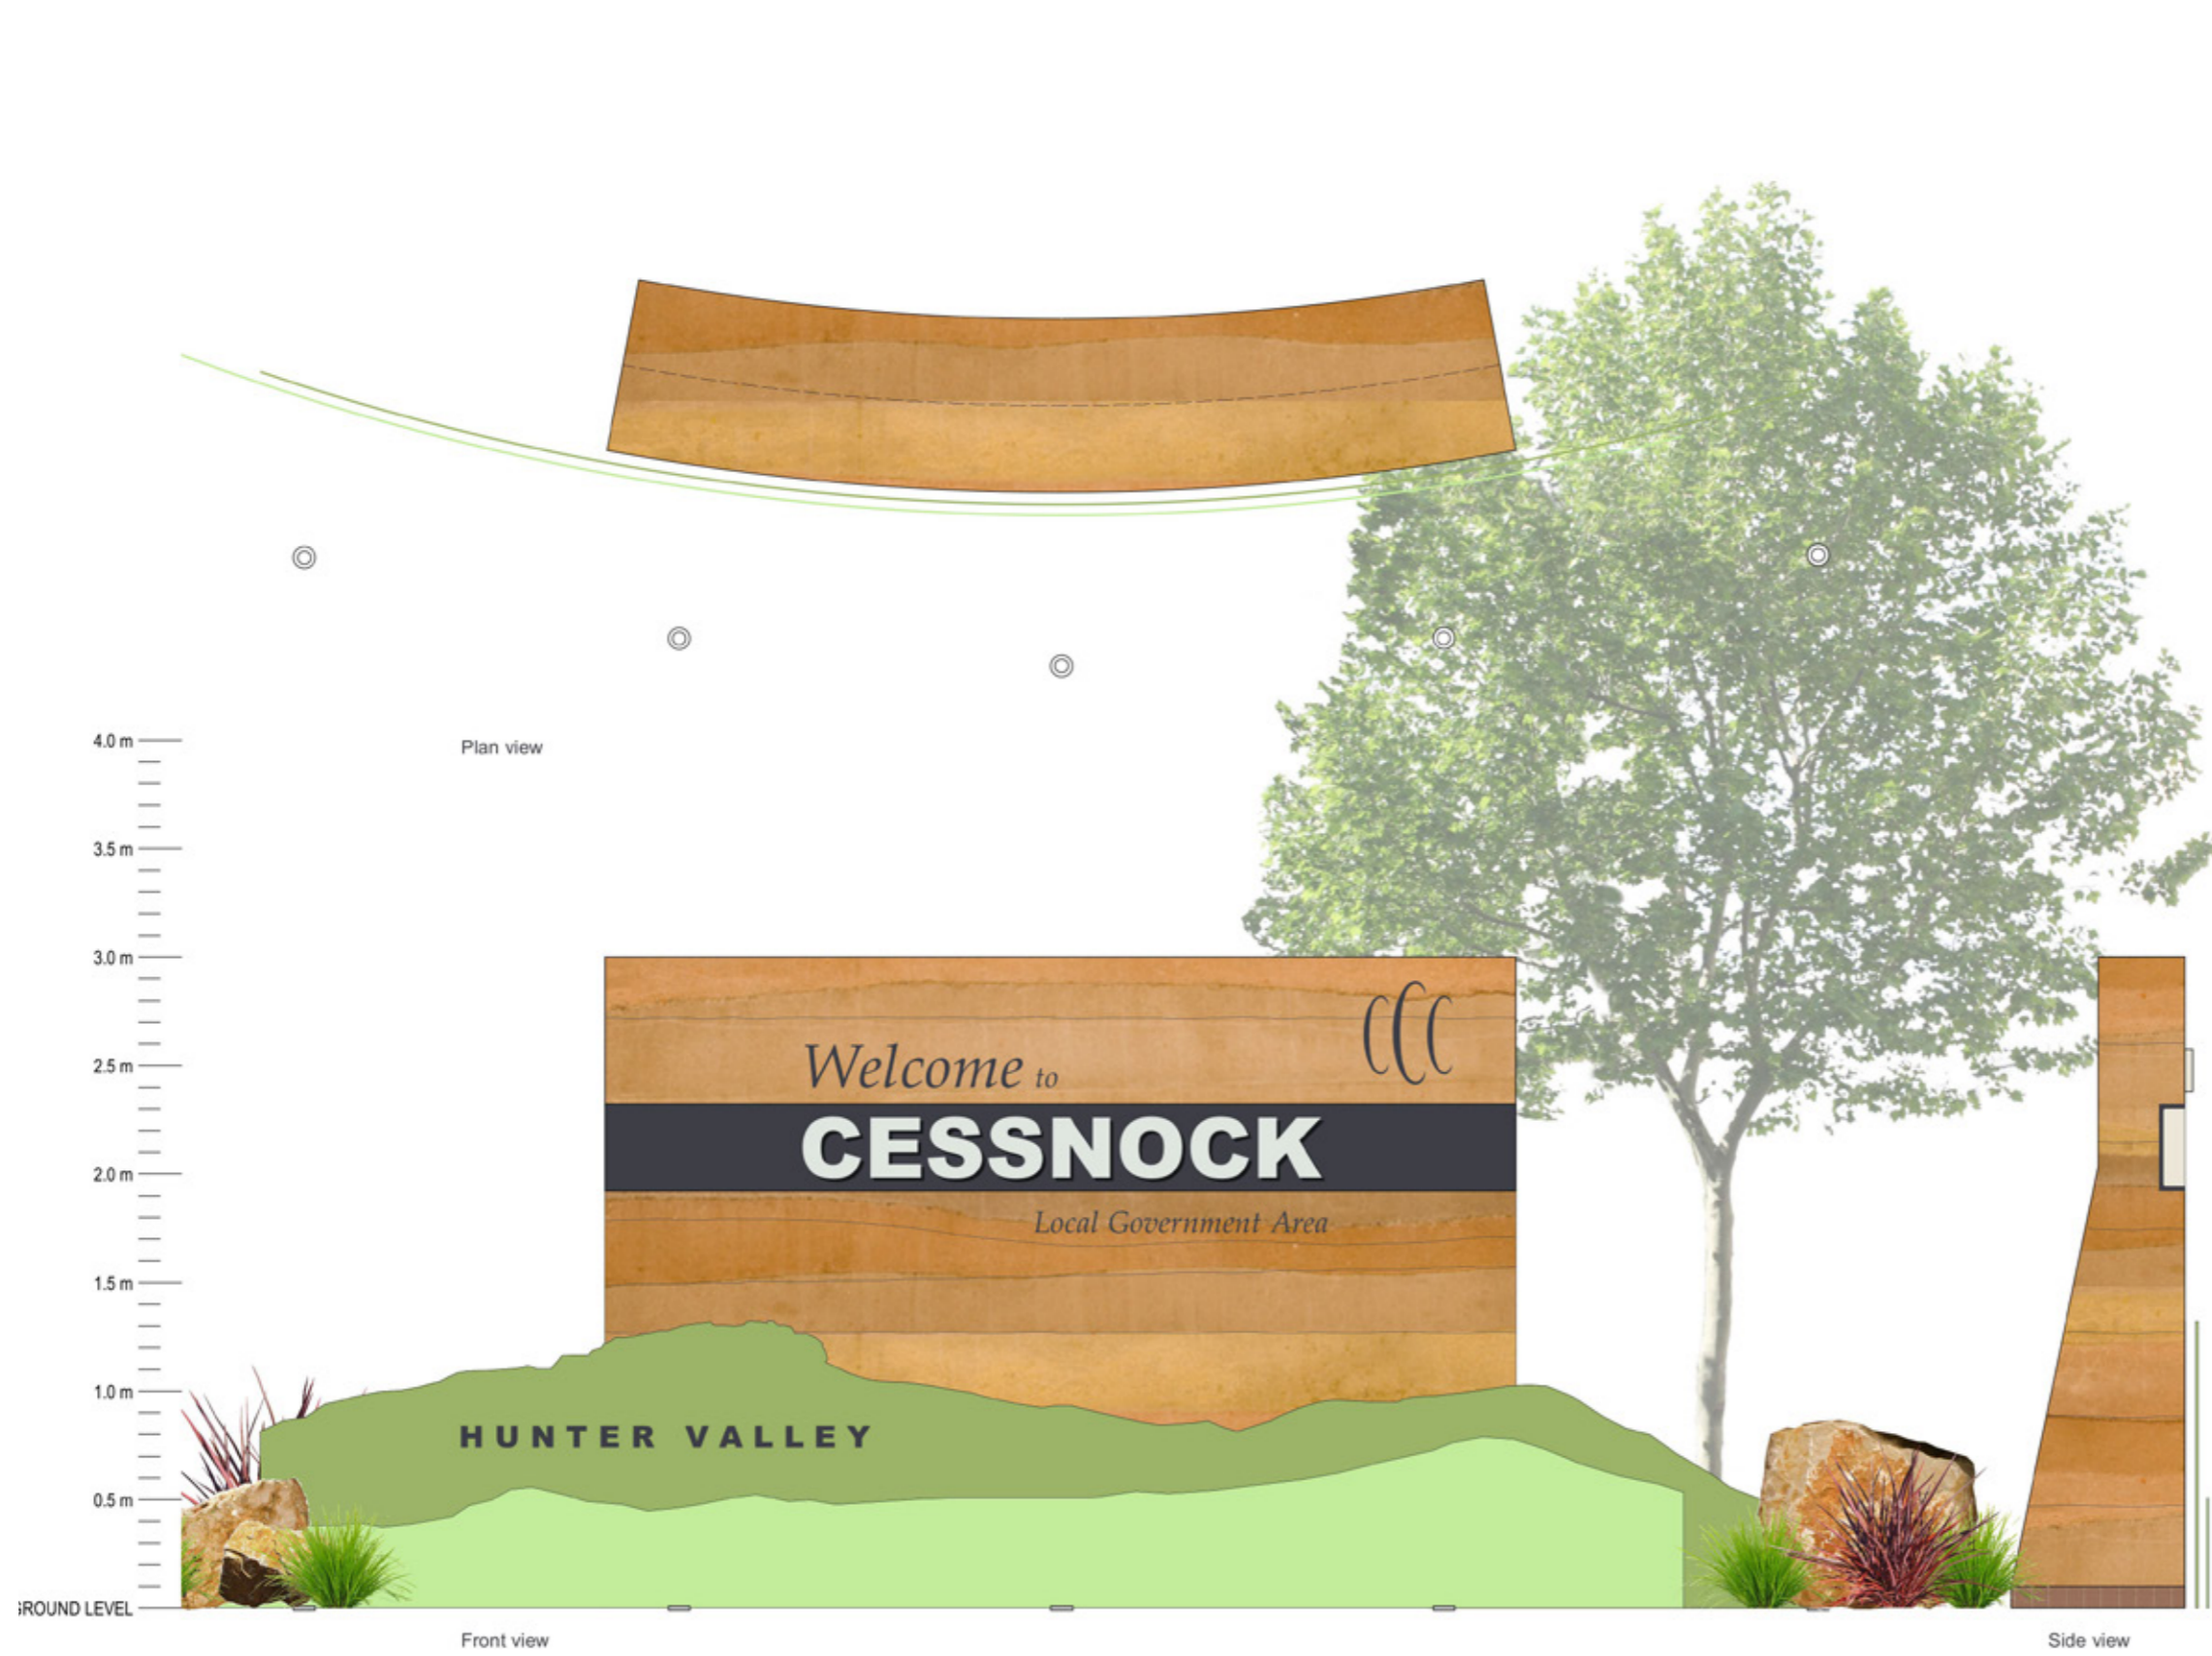 Plan view
4.0 m
3.5 m
3.0 m
2.5 m
2.0 m
1.5 m
1.0 m
0.5 m
GROUND LEVEL
Welcome to
CESSNOCK
Local Government Area
HUNTER VALLEY
Front view
Side view